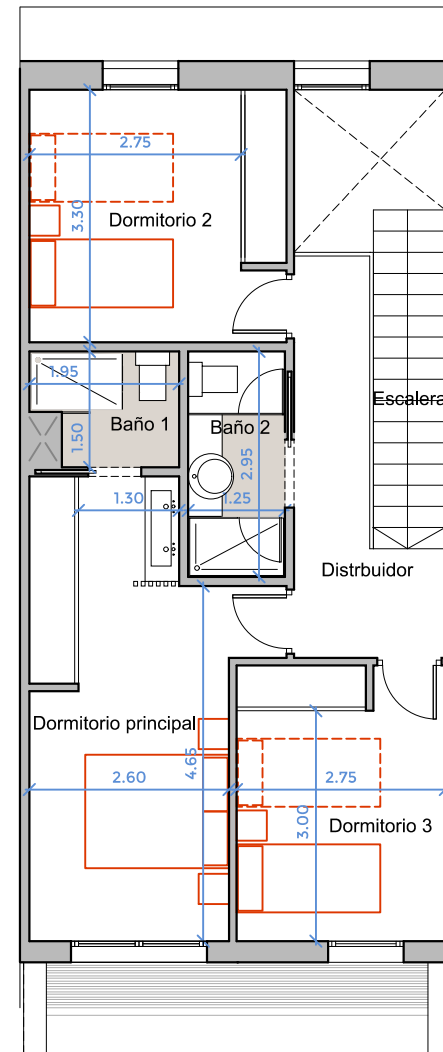 2.75
3.30
Dormitorio 2
1.95
1.50
Baño 1
Baño 2
Escalera
2.95
1.30
1.25
Distrbuidor
Dormitorio principal
4.65
2.60
2.75
3.00
Dormitorio 3